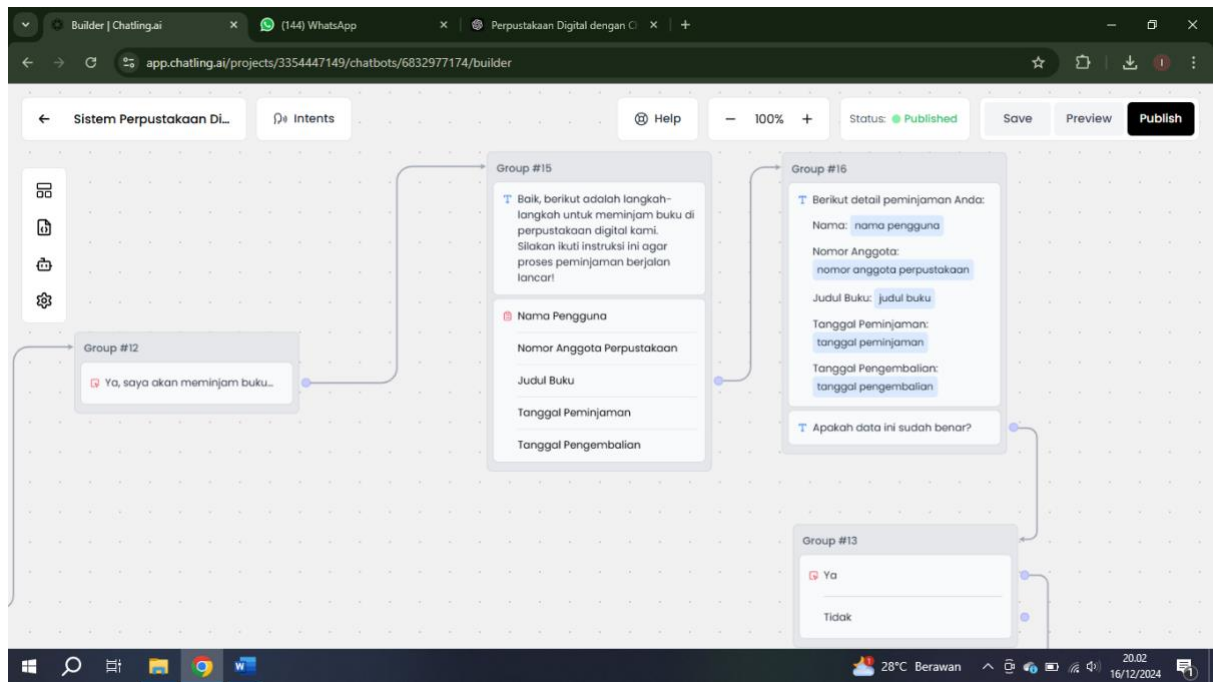 Builder | Chatling.ai
(144) WhatsApp
Perpustakaan Digital dengan C
app.chatling.ai/projects/3354447149/chatbots/6832977174/builder
Sistem Perpustakaan Di...
Intents
Help
100%
Status: Published
Save
Preview
Publish
Group #12
Ya, saya akan meminjam buku...
Group #15
Baik, berikut adalah langkah-
langkah untuk meminjam buku di
perpustakaan digital kami.
Silakan ikuti instruksi ini agar
proses peminjaman berjalan
lancar!
Nama Pengguna
Nomor Anggota Perpustakaan
Judul Buku
Tanggal Peminjaman
Tanggal Pengembalian
Group #16
Berikut detail peminjaman Anda:
Nama: nama pengguna
Nomor Anggota:
nomor anggota perpustakaan
Judul Buku: judul buku
Tanggal Peminjaman:
tanggal peminjaman
Tanggal Pengembalian:
tanggal pengembalian
Apakah data ini sudah benar?
Group #13
Ya
Tidak
28°C Berawan
20.02
16/12/2024